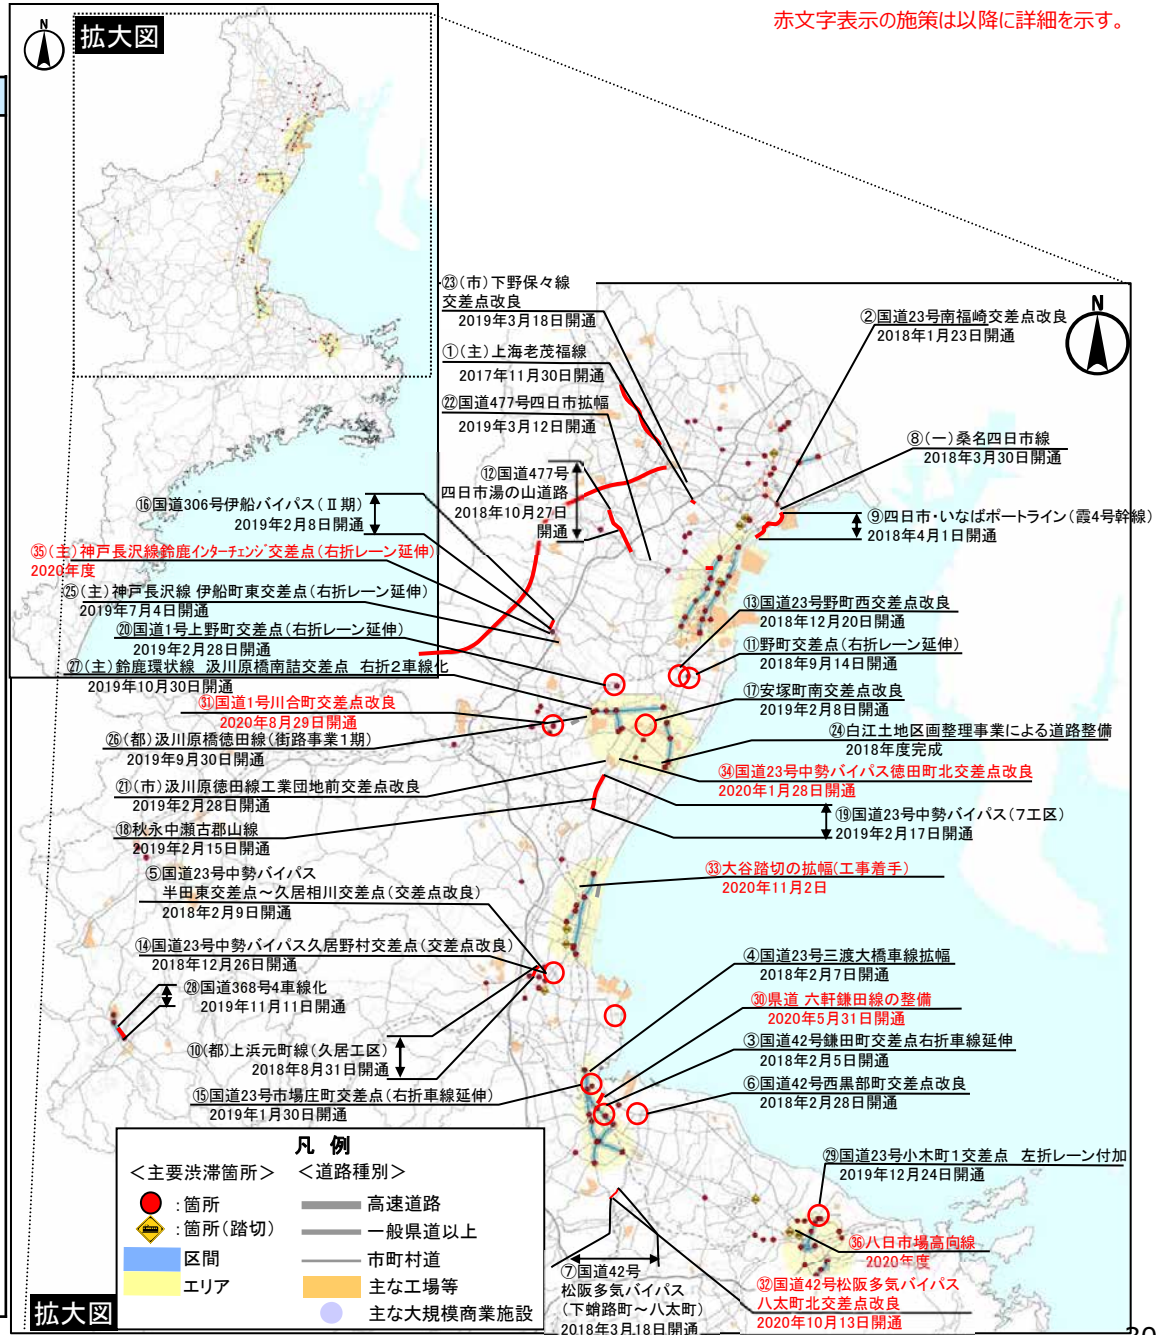 赤文字表示の施策は以降に詳細を示す。
N
拡大図
㉓(市)下野保々線
交差点改良
2019年3月18日開通
①(主)上海老茂福線
2017年11月30日開通
㉒国道477号四日市拡幅
2019年3月12日開通
⑫国道477号
四日市湯の山道路
2018年10月27日
開通
②国道23号南福崎交差点改良
2018年1月23日開通
N
⑧(一)桑名四日市線
2018年3月30日開通
⑨四日市・いなばポートライン(霞4号幹線)
2018年4月1日開通
⑯国道306号伊船バイパス(Ⅱ期)
2019年2月8日開通
㉟(主)神戸長沢線鈴鹿インターチェンジ交差点(右折レーン延伸)
2020年度
㉕(主)神戸長沢線 伊船町東交差点(右折レーン延伸)
2019年7月4日開通
⑳国道1号上野町交差点(右折レーン延伸)
2019年2月28日開通
㉗(主)鈴鹿環状線 汲川原橋南詰交差点 右折2車線化
2019年10月30日開通
㉛国道1号川合町交差点改良
2020年8月29日開通
㉖(都)汲川原橋徳田線(街路事業1期)
2019年9月30日開通
㉑(市)汲川原徳田線工業団地前交差点改良
2019年2月28日開通
⑱秋永中瀬古郡山線
2019年2月15日開通
⑬国道23号野町西交差点改良
2018年12月20日開通
⑪野町交差点(右折レーン延伸)
2018年9月14日開通
⑰安塚町南交差点改良
2019年2月8日開通
㉔白江土地区画整理事業による道路整備
2018年度完成
㉞国道23号中勢バイパス徳田町北交差点改良
2020年1月28日開通
⑲国道23号中勢バイパス(7工区)
2019年2月17日開通
⑤国道23号中勢バイパス
半田東交差点～久居相川交差点(交差点改良)
2018年2月9日開通
㉝大谷踏切の拡幅(工事着手)
2020年11月2日
⑭国道23号中勢バイパス久居野村交差点(交差点改良)
2018年12月26日開通
㉘国道368号4車線化
2019年11月11日開通
⑩(都)上浜元町線(久居工区)
2018年8月31日開通
⑮国道23号市場庄町交差点(右折車線延伸)
2019年1月30日開通
④国道23号三渡大橋車線拡幅
2018年2月7日開通
㉚県道 六軒鎌田線の整備
2020年5月31日開通
③国道42号鎌田町交差点右折車線延伸
2018年2月5日開通
⑥国道42号西黒部町交差点改良
2018年2月28日開通
㉙国道23号小木町1交差点 左折レーン付加
2019年12月24日開通
㊱八日市場高向線
2020年度
⑦国道42号
松阪多気バイパス
(下蛸路町～八太町)
2018年3月18日開通
㉜国道42号松阪多気バイパス
八太町北交差点改良
2020年10月13日開通
凡 例
＜主要渋滞箇所＞ ＜道路種別＞
：箇所 高速道路
：箇所(踏切) 一般県道以上
区間 市町村道
エリア 主な工場等
主な大規模商業施設
拡大図